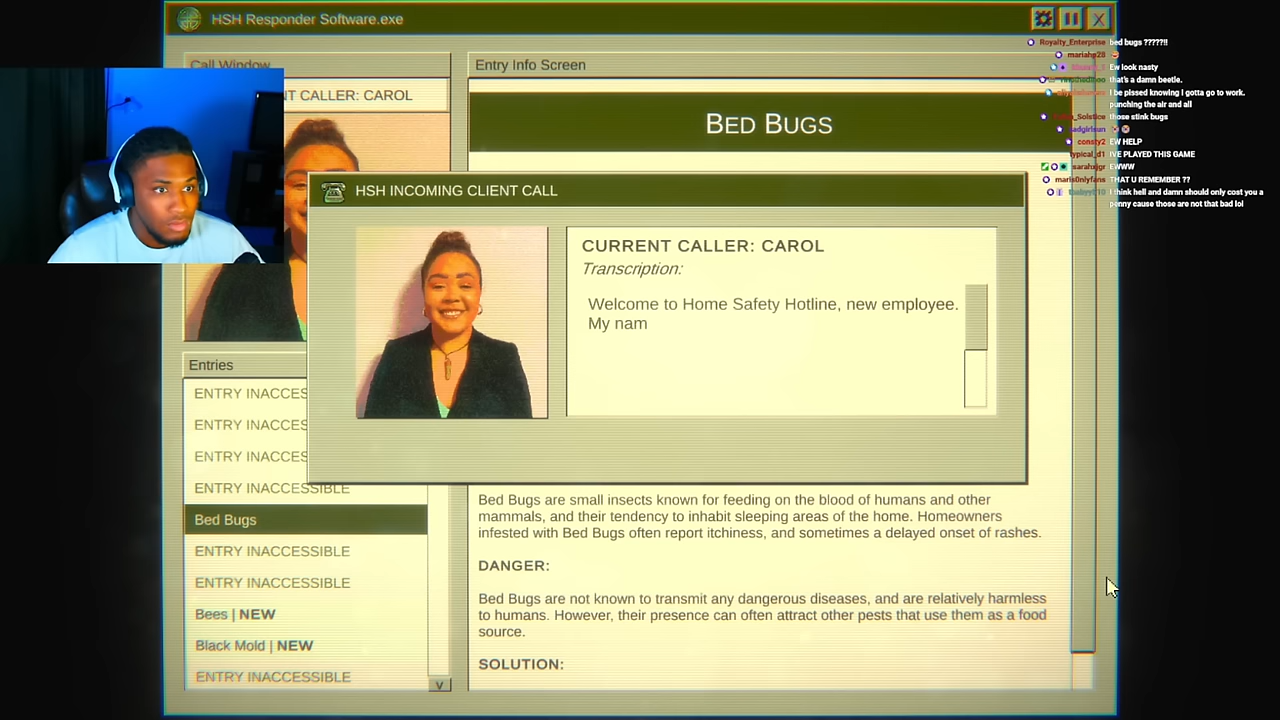 HSH Responder Software.exe
X
Call Window
NT CALLER: CAROL
Entry Info Screen
BED BUGS
HSH INCOMING CLIENT CALL
CURRENT CALLER: CAROL
Transcription:
Welcome to Home Safety Hotline, new employee.
My nam
Entries
ENTRY INACCES
ENTRY INACCES
ENTRY INACCES
ENTRY INACCESSIBLE
Bed Bugs
ENTRY INACCESSIBLE
ENTRY INACCESSIBLE
Bees | NEW
Black Mold | NEW
ENTRY INACCESSIBLE
v
Bed Bugs are small insects known for feeding on the blood of humans and other
mammals, and their tendency to inhabit sleeping areas of the home. Homeowners
infested with Bed Bugs often report itchiness, and sometimes a delayed onset of rashes.
DANGER:
Bed Bugs are not known to transmit any dangerous diseases, and are relatively harmless
to humans. However, their presence can often attract other pests that use them as a food
source.
SOLUTION:
Royalty_Enterprise bed bugs ?????!!
mariahp28
Ew look nasty
that's a damn beetle.
I be pissed knowing I gotta go to work.
punching the air and all
those stink bugs
consty2 EW HELP
typical_d1 IVE PLAYED THIS GAME
EWWW
maris0nlyfans THAT U REMEMBER ??
I think hell and damn should only cost you a
penny cause those are not that bad lol